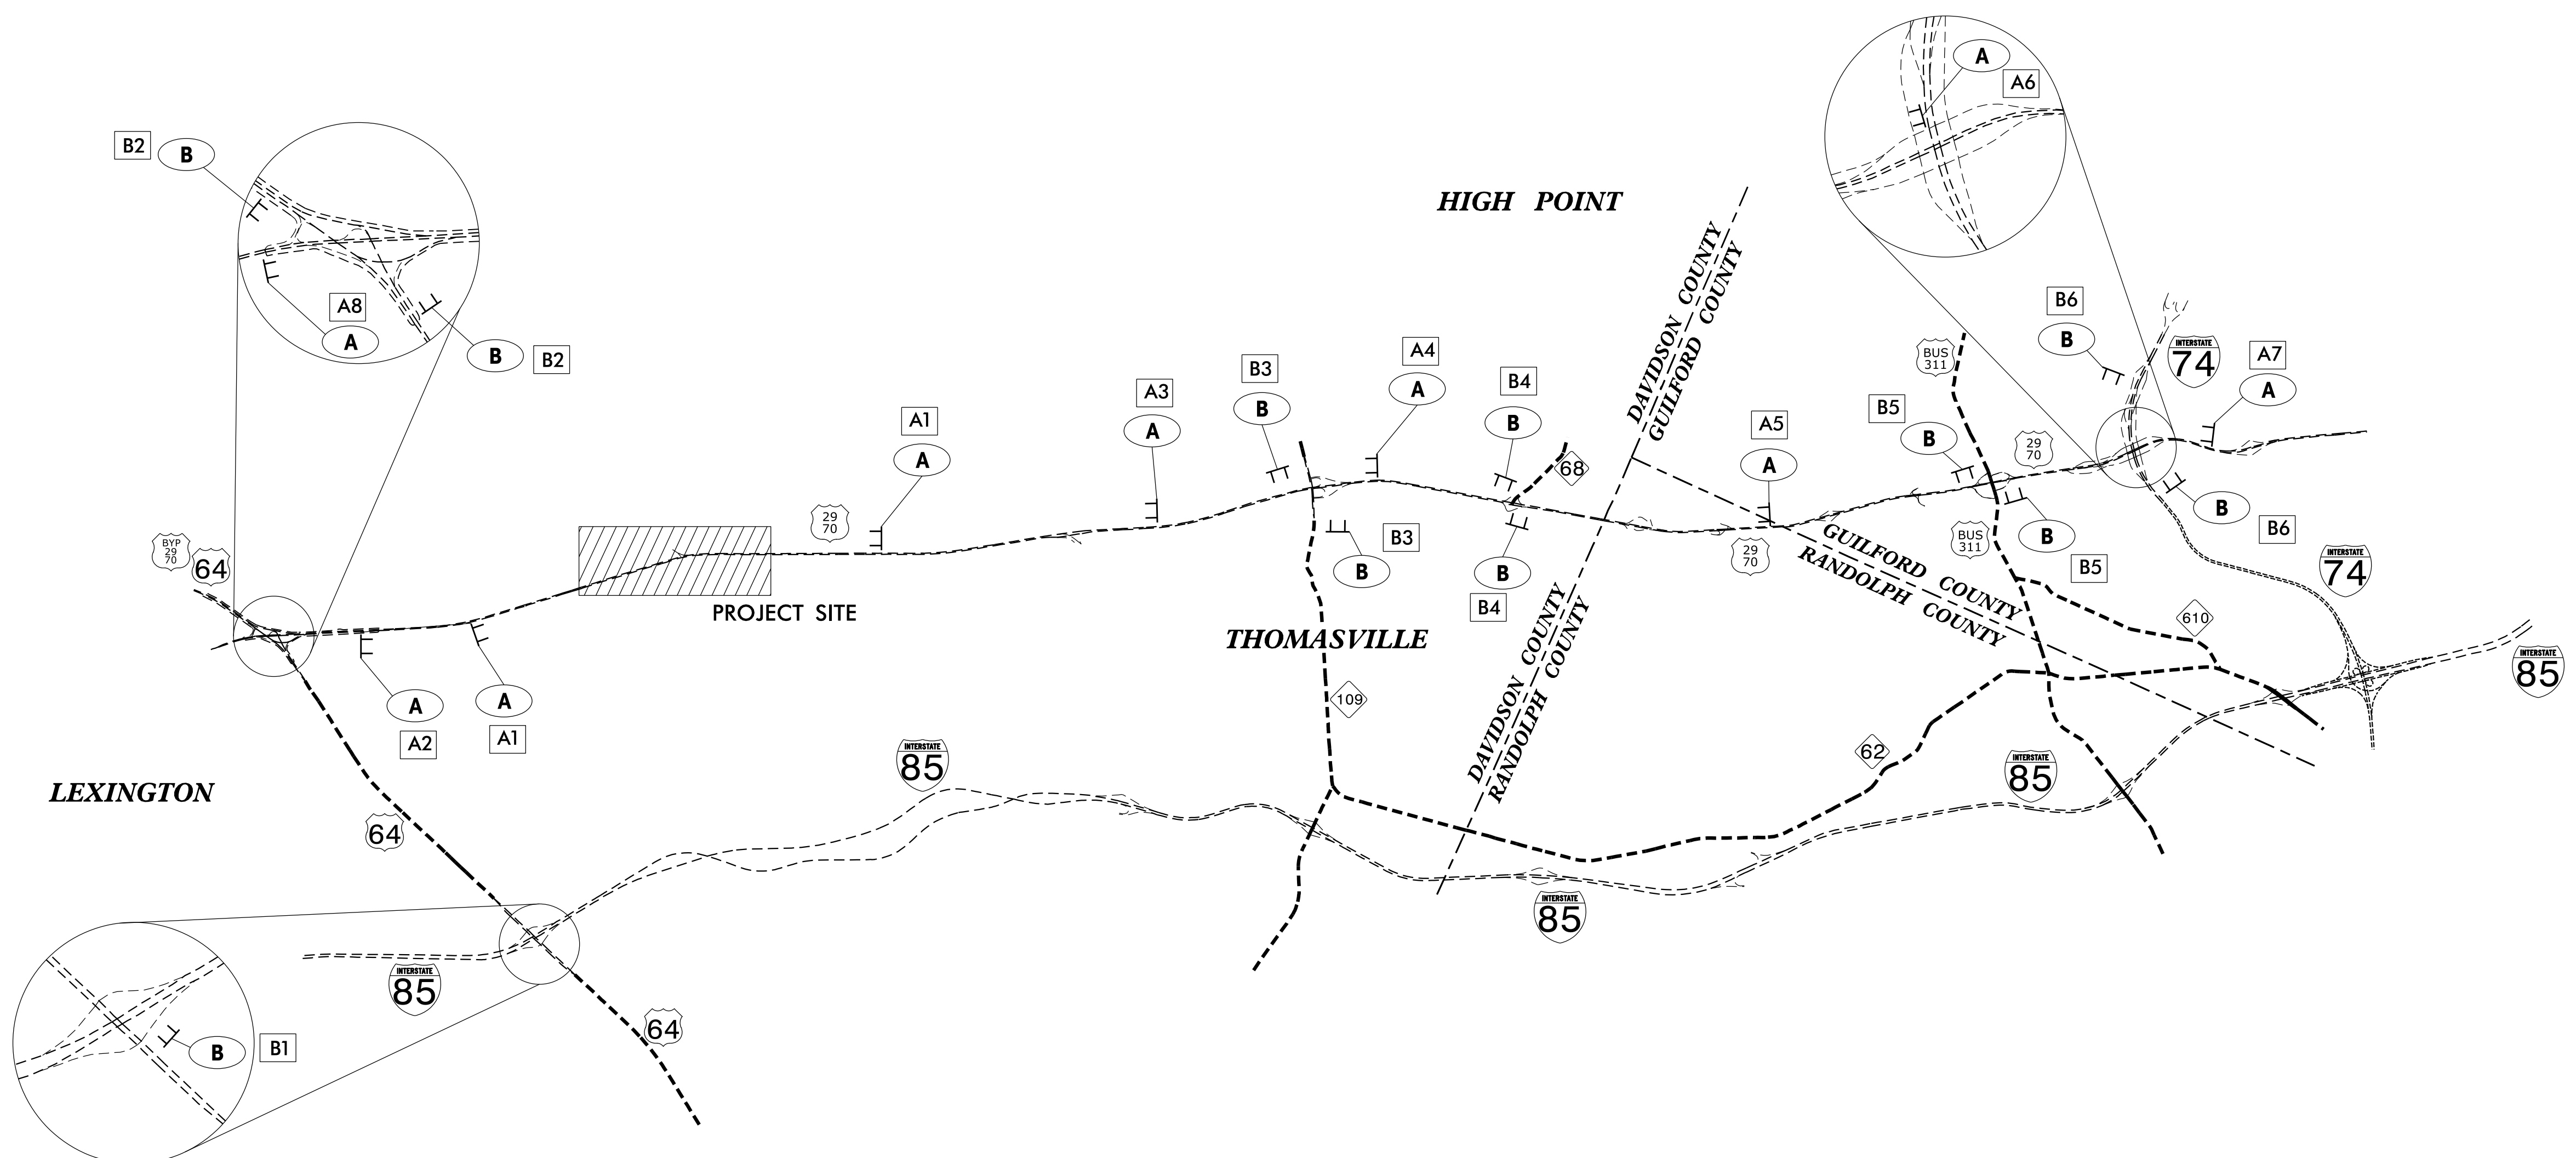 A
A6
B2
B
HIGH POINT
DAVIDSON COUNTY
GUILFORD COUNTY
A8
A
B
B2
B6
B
BUS
311
INTERSTATE
74
A7
A
B3
B
A4
A
B4
B
A3
A
A1
A
A5
A
B5
B
29
70
68
29
70
BYP
29
70
64
PROJECT SITE
B3
B
B
B4
29
70
GUILFORD COUNTY
RANDOLPH COUNTY
BUS
311
B
B5
B
B6
INTERSTATE
74
610
THOMASVILLE
DAVIDSON COUNTY
RANDOLPH COUNTY
A
A2
A
A1
109
INTERSTATE
85
LEXINGTON
INTERSTATE
85
62
INTERSTATE
85
64
INTERSTATE
85
INTERSTATE
85
64
B
B1